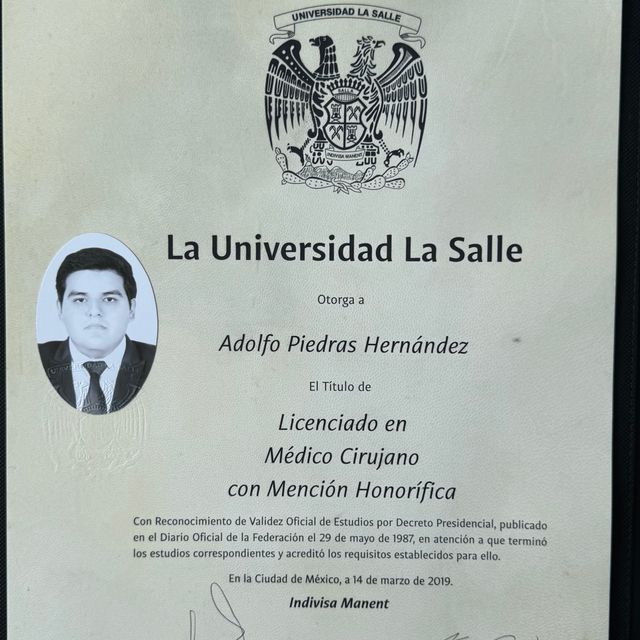 UNIVERSIDAD LA SALLE
SALLE
INDIVISA MANENT
La Universidad La Salle
Otorga a
Adolfo Piedras Hernández
El Título de
Licenciado en
Médico Cirujano
con Mención Honorífica
Con Reconocimiento de Validez Oficial de Estudios por Decreto Presidencial, publicado
en el Diario Oficial de la Federación el 29 de mayo de 1987, en atención a que terminó
los estudios correspondientes y acreditó los requisitos establecidos para ello.
En la Ciudad de México, a 14 de marzo de 2019.
Indivisa Manent